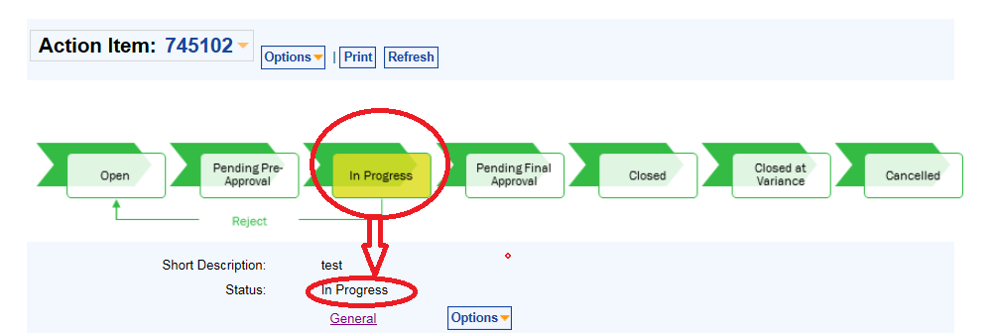 Action Item: 745102
Options | Print Refresh
Open
Pending Pre-
Approval
In Progress
Pending Final
Approval
Closed
Closed at
Variance
Cancelled
Reject
Short Description: test
Status: In Progress
General Options